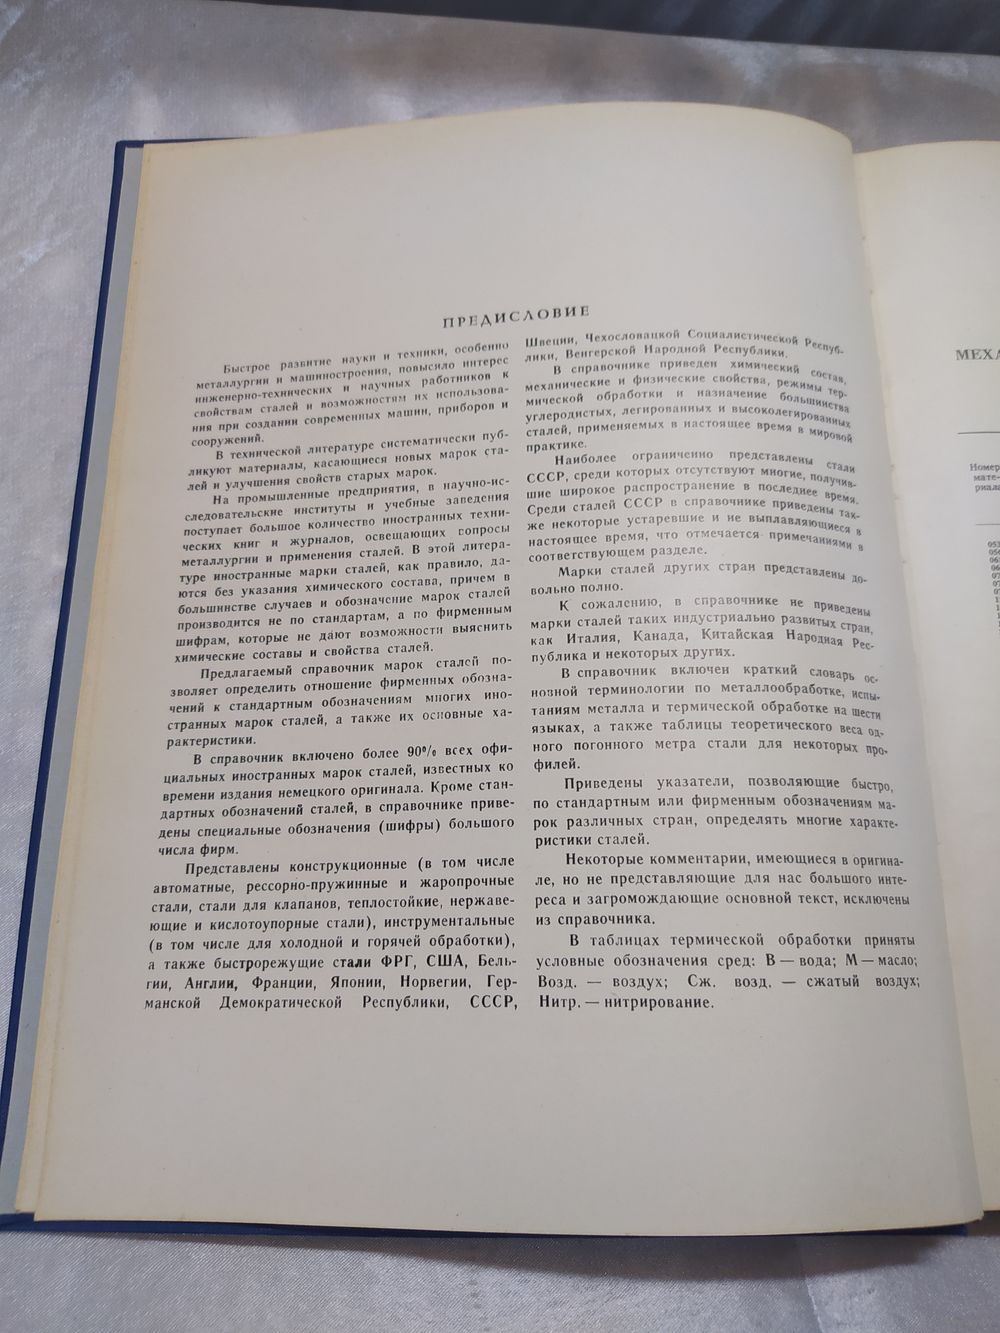 ПРЕДИСЛОВИЕ
Быстрое развитие науки и техники, особенно
металлургии и машиностроения, повысило интерес
инженерно-технических и научных работников к
свойствам сталей и возможностям их использова-
ния при создании современных машин, приборов и
сооружений.
В технической литературе систематически пуб-
ликуют материалы, касающиеся новых марок ста-
лей и улучшения свойств старых марок.
На промышленные предприятия, в научно-ис-
следовательские институты и учебные заведения
поступает большое количество иностранных техни-
ческих книг и журналов, освещающих вопросы
металлургии и применения сталей. В этой литера-
туре иностранные марки сталей, как правило, да-
ются без указания химического состава, причем в
большинстве случаев и обозначение марок сталей
производится не по стандартам, а по фирменным
шифрам, которые не дают возможности выяснить
химические составы и свойства сталей.
Предлагаемый справочник марок сталей по-
зволяет определить отношение фирменных обозна-
чений к стандартным обозначениям многих ино-
странных марок сталей, а также их основные ха-
рактеристики.
В справочник включено более 90% всех офи-
циальных иностранных марок сталей, известных ко
времени издания немецкого оригинала. Кроме стан-
дартных обозначений сталей, в справочнике приве-
дены специальные обозначения (шифры) большого
числа фирм.
Представлены конструкционные (в том числе
автоматные, рессорно-пружинные и жаропрочные
стали, стали для клапанов, теплостойкие, нержаве-
ющие и кислотоупорные стали), инструментальные
(в том числе для холодной и горячей обработки),
а также быстрорежущие стали ФРГ, США, Бель-
гии, Англии, Франции, Японии, Норвегии, Гер-
манской Демократической Республики, СССР,
Швеции, Чехословацкой Социалистической Респуб-
лики, Венгерской Народной Республики.
В справочнике приведен химический состав,
механические и физические свойства, режимы тер-
мической обработки и назначение большинства
углеродистых, легированных и высоколегированных
сталей, применяемых в настоящее время в мировой
практике.
Наиболее ограниченно представлены стали
СССР, среди которых отсутствуют многие, получив-
шие широкое распространение в последнее время.
Среди сталей СССР в справочнике приведены так-
же некоторые устаревшие и не выплавляющиеся в
настоящее время, что отмечается примечаниями в
соответствующем разделе.
Марки сталей других стран представлены до-
вольно полно.
К сожалению, в справочнике не приведены
марки сталей таких индустриально развитых стран,
как Италия, Канада, Китайская Народная Рес-
публика и некоторых других.
В справочник включен краткий словарь ос-
новной терминологии по металлообработке, испы-
таниям металла и термической обработке на шести
языках, а также таблицы теоретического веса од-
ного погонного метра стали для некоторых про-
филей.
Приведены указатели, позволяющие быстро,
по стандартным или фирменным обозначениям ма-
рок различных стран, определять многие характе-
ристики сталей.
Некоторые комментарии, имеющиеся в оригина-
ле, но не представляющие для нас большого инте-
реса и загромождающие основной текст, исключены
из справочника.
В таблицах термической обработки приняты
условные обозначения сред: В — вода; М — масло;
Возд. — воздух; Сж. возд. — сжатый воздух;
Нитр. — нитрирование.
Номер
мате-
риала